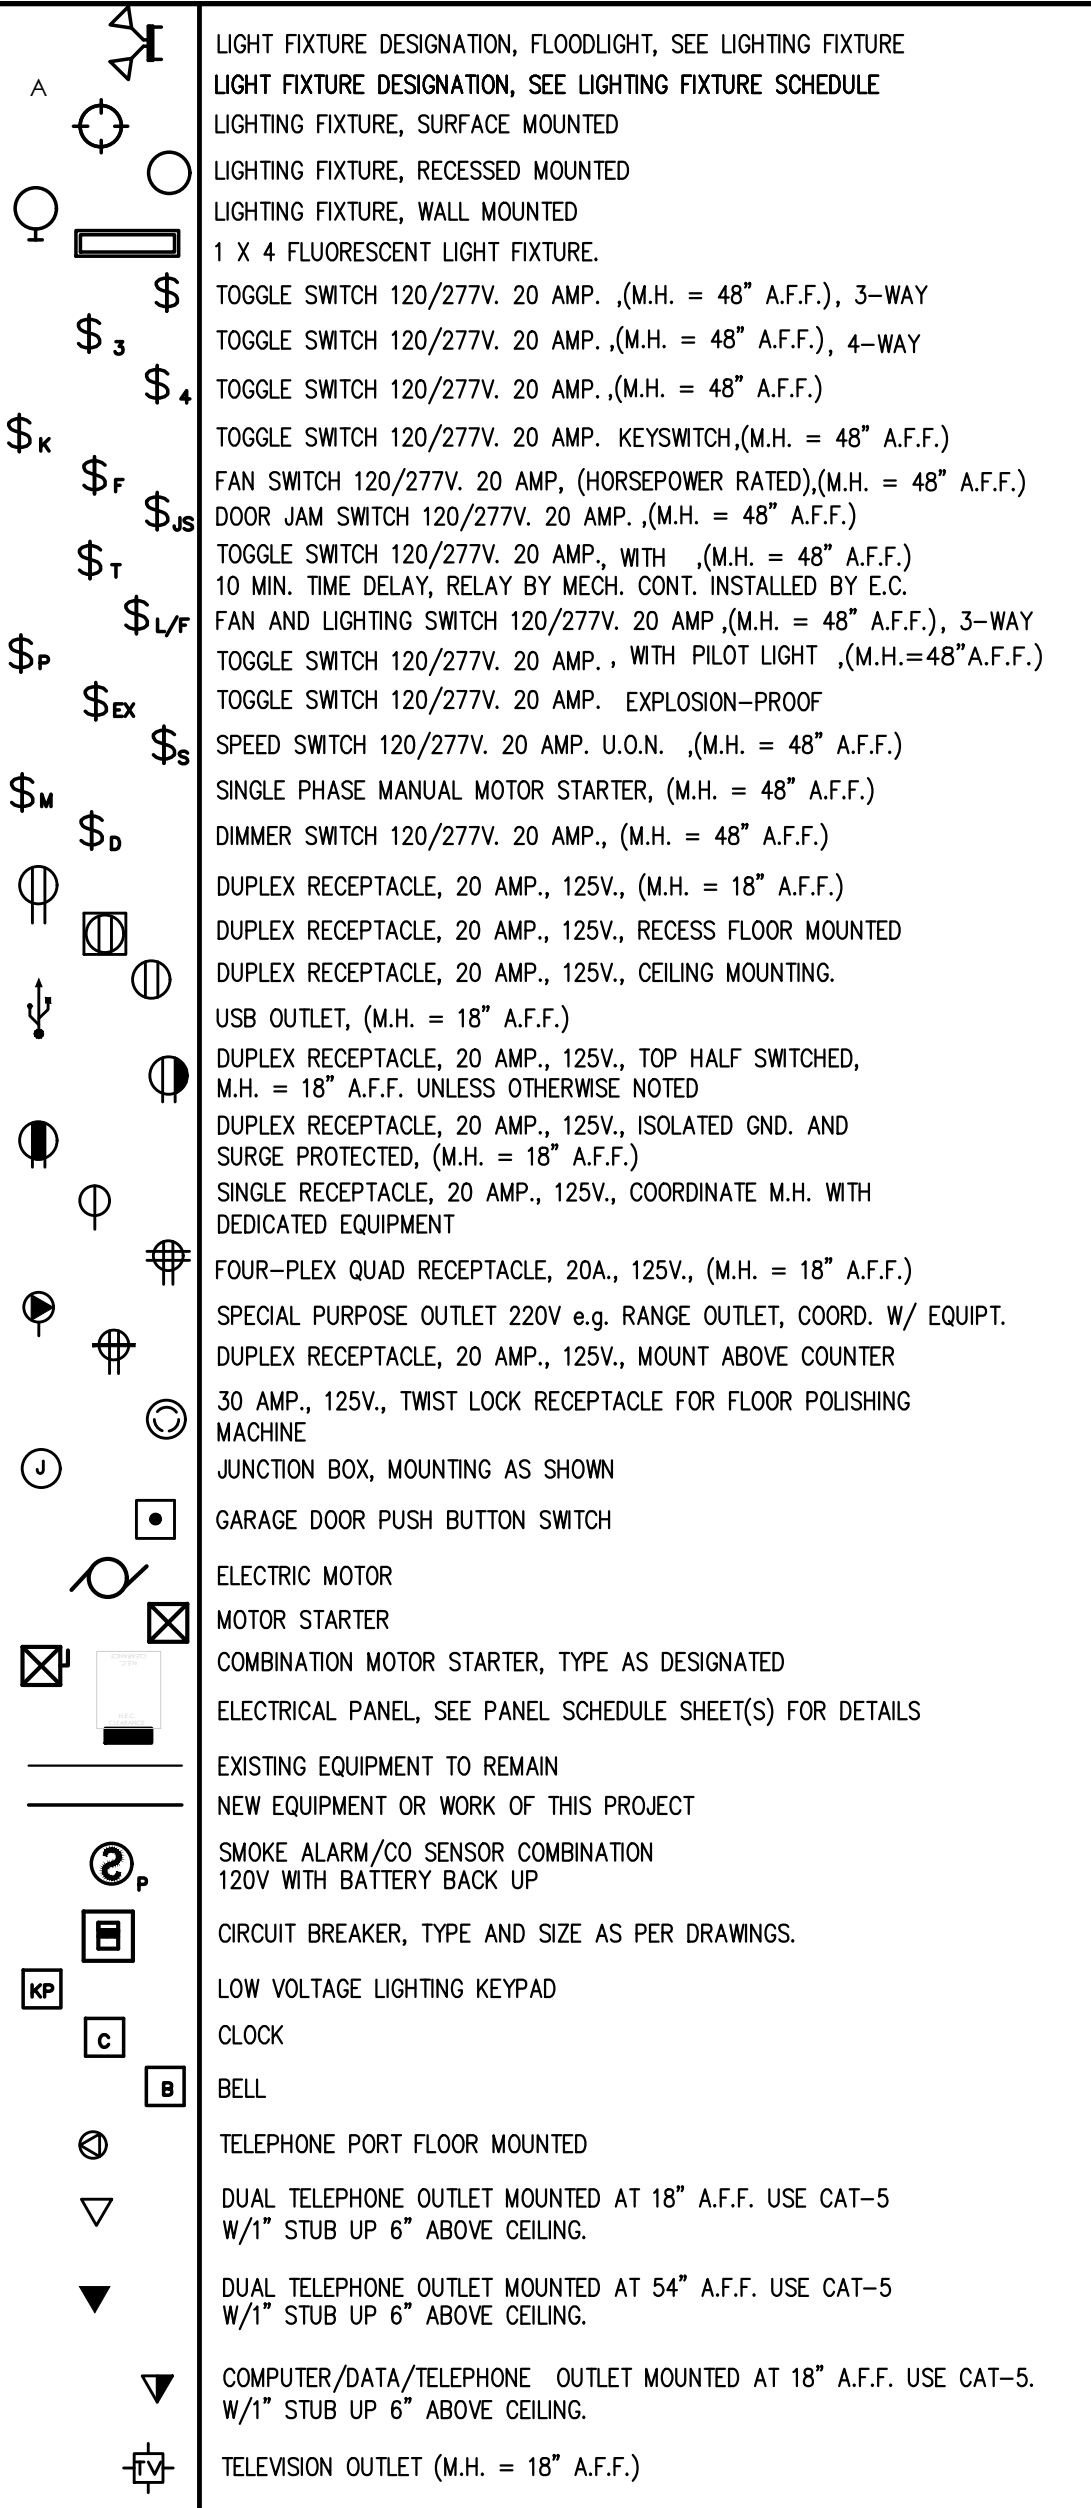 LIGHT FIXTURE DESIGNATION, FLOODLIGHT, SEE LIGHTING FIXTURE
A LIGHT FIXTURE DESIGNATION, SEE LIGHTING FIXTURE SCHEDULE
LIGHTING FIXTURE, SURFACE MOUNTED
LIGHTING FIXTURE, RECESSED MOUNTED
LIGHTING FIXTURE, WALL MOUNTED
1 X 4 FLUORESCENT LIGHT FIXTURE.
$ TOGGLE SWITCH 120/277V. 20 AMP. ,(M.H. = 48" A.F.F.), 3-WAY
$ 3 TOGGLE SWITCH 120/277V. 20 AMP. ,(M.H. = 48" A.F.F.), 4-WAY
$ 4 TOGGLE SWITCH 120/277V. 20 AMP. ,(M.H. = 48" A.F.F.)
$ K TOGGLE SWITCH 120/277V. 20 AMP. KEYSWITCH,(M.H. = 48" A.F.F.)
$ F FAN SWITCH 120/277V. 20 AMP, (HORSEPOWER RATED),(M.H. = 48" A.F.F.)
$ JS DOOR JAM SWITCH 120/277V. 20 AMP. ,(M.H. = 48" A.F.F.)
$ T TOGGLE SWITCH 120/277V. 20 AMP., WITH ,(M.H. = 48" A.F.F.)
10 MIN. TIME DELAY, RELAY BY MECH. CONT. INSTALLED BY E.C.
$ L/F FAN AND LIGHTING SWITCH 120/277V. 20 AMP ,(M.H. = 48" A.F.F.), 3-WAY
$ P TOGGLE SWITCH 120/277V. 20 AMP. , WITH PILOT LIGHT ,(M.H.=48"A.F.F.)
$ EX TOGGLE SWITCH 120/277V. 20 AMP. EXPLOSION-PROOF
$ S SPEED SWITCH 120/277V. 20 AMP. U.O.N. ,(M.H. = 48" A.F.F.)
$ M SINGLE PHASE MANUAL MOTOR STARTER, (M.H. = 48" A.F.F.)
$ D DIMMER SWITCH 120/277V. 20 AMP., (M.H. = 48" A.F.F.)
DUPLEX RECEPTACLE, 20 AMP., 125V., (M.H. = 18" A.F.F.)
DUPLEX RECEPTACLE, 20 AMP., 125V., RECESS FLOOR MOUNTED
DUPLEX RECEPTACLE, 20 AMP., 125V., CEILING MOUNTING.
USB OUTLET, (M.H. = 18" A.F.F.)
DUPLEX RECEPTACLE, 20 AMP., 125V., TOP HALF SWITCHED,
M.H. = 18" A.F.F. UNLESS OTHERWISE NOTED
DUPLEX RECEPTACLE, 20 AMP., 125V., ISOLATED GND. AND
SURGE PROTECTED, (M.H. = 18" A.F.F.)
SINGLE RECEPTACLE, 20 AMP., 125V., COORDINATE M.H. WITH
DEDICATED EQUIPMENT
FOUR-PLEX QUAD RECEPTACLE, 20A., 125V., (M.H. = 18" A.F.F.)
SPECIAL PURPOSE OUTLET 220V e.g. RANGE OUTLET, COORD. W/ EQUIPT.
DUPLEX RECEPTACLE, 20 AMP., 125V., MOUNT ABOVE COUNTER
30 AMP., 125V., TWIST LOCK RECEPTACLE FOR FLOOR POLISHING
MACHINE
J JUNCTION BOX, MOUNTING AS SHOWN
GARAGE DOOR PUSH BUTTON SWITCH
ELECTRIC MOTOR
MOTOR STARTER
COMBINATION MOTOR STARTER, TYPE AS DESIGNATED
ELECTRICAL PANEL, SEE PANEL SCHEDULE SHEET(S) FOR DETAILS
EXISTING EQUIPMENT TO REMAIN
NEW EQUIPMENT OR WORK OF THIS PROJECT
SMOKE ALARM/CO SENSOR COMBINATION
P 120V WITH BATTERY BACK UP
CIRCUIT BREAKER, TYPE AND SIZE AS PER DRAWINGS.
KP LOW VOLTAGE LIGHTING KEYPAD
C CLOCK
B BELL
TELEPHONE PORT FLOOR MOUNTED
DUAL TELEPHONE OUTLET MOUNTED AT 18" A.F.F. USE CAT-5
W/1" STUB UP 6" ABOVE CEILING.
DUAL TELEPHONE OUTLET MOUNTED AT 54" A.F.F. USE CAT-5
W/1" STUB UP 6" ABOVE CEILING.
COMPUTER/DATA/TELEPHONE OUTLET MOUNTED AT 18" A.F.F. USE CAT-5.
W/1" STUB UP 6" ABOVE CEILING.
TV TELEVISION OUTLET (M.H. = 18" A.F.F.)